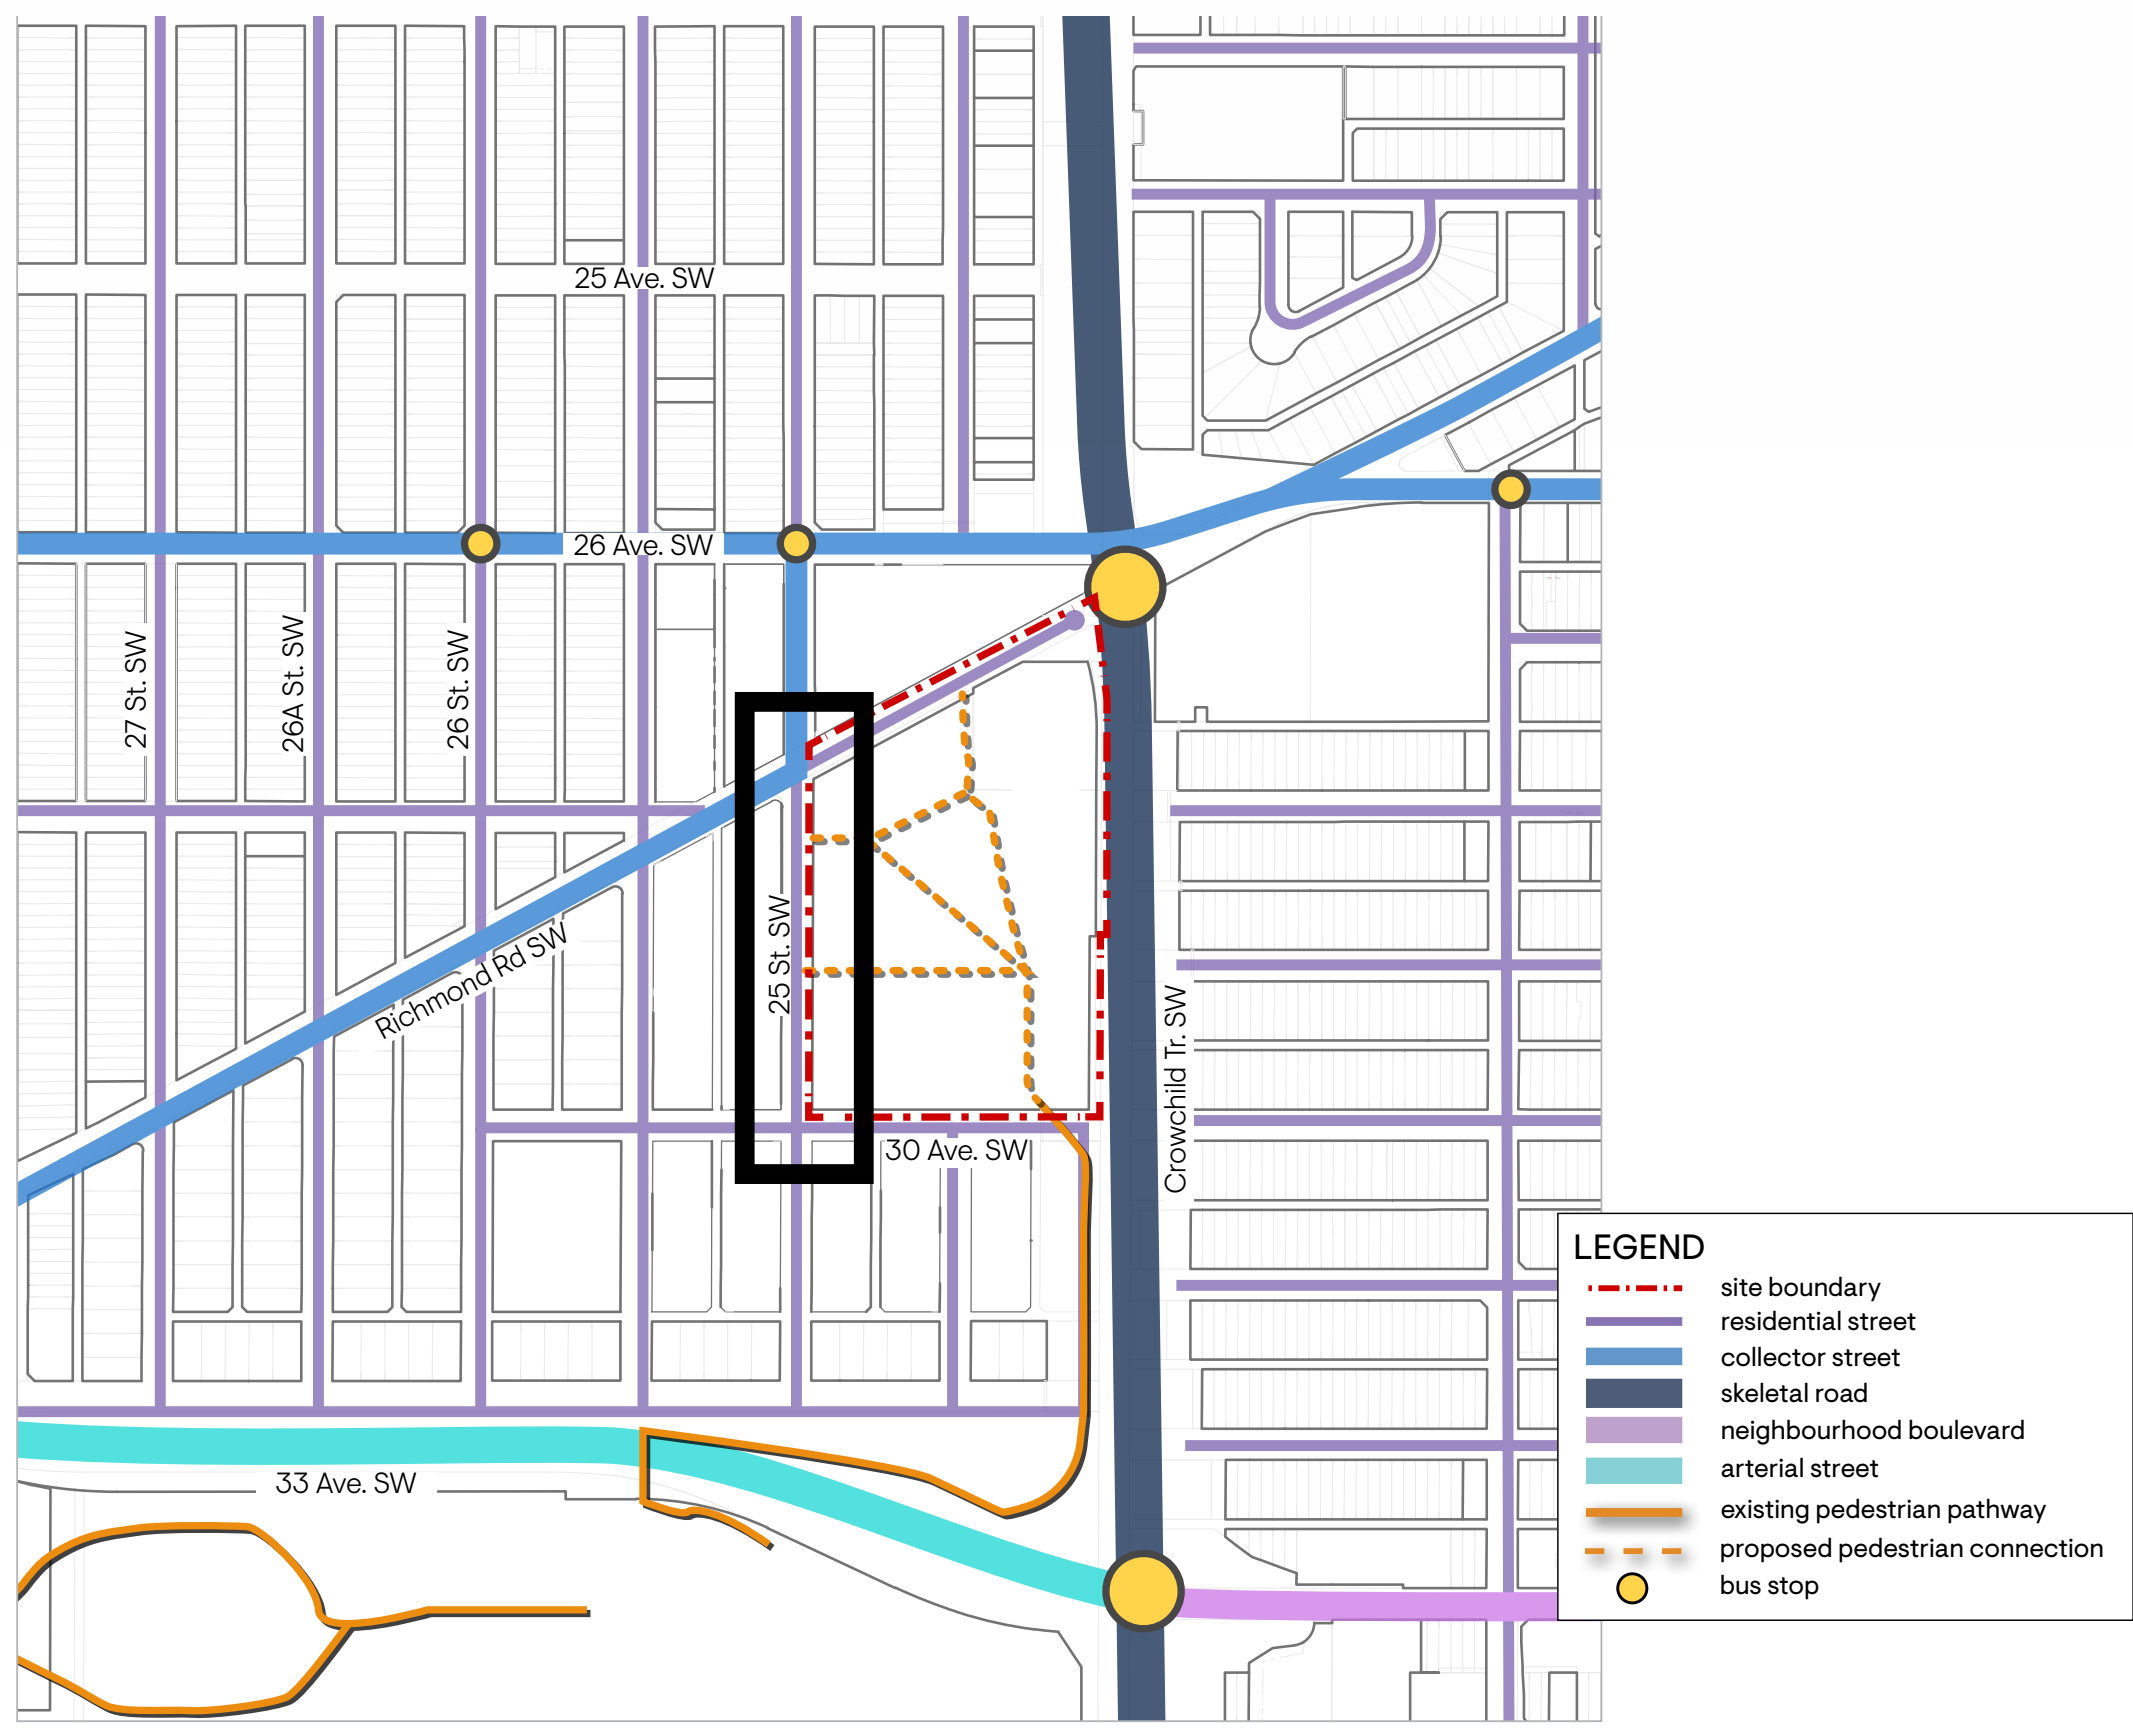 25 Ave. SW
26 Ave. SW
27 St. SW
26A St. SW
26 St. SW
25 St. SW
Richmond Rd SW
Crowchild Tr. SW
30 Ave. SW
33 Ave. SW
LEGEND
site boundary
residential street
collector street
skeletal road
neighbourhood boulevard
arterial street
existing pedestrian pathway
proposed pedestrian connection
bus stop